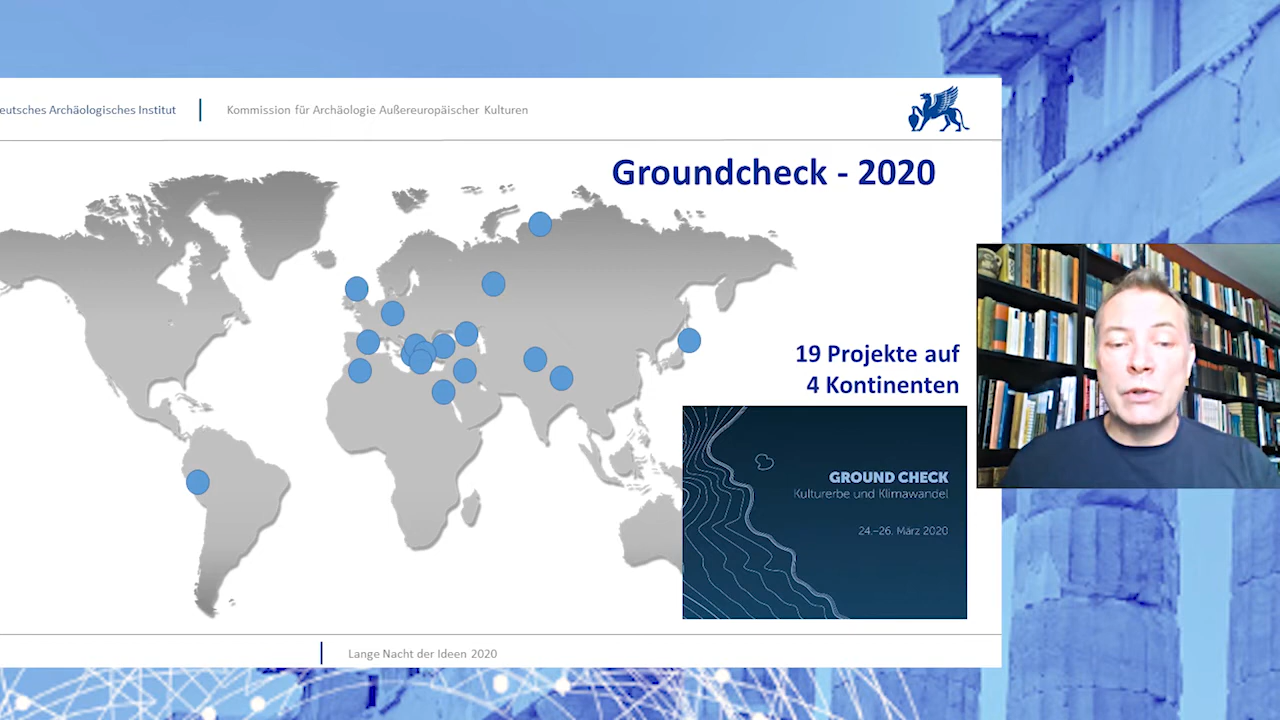 eutsches Archäologisches Institut
Kommission für Archäologie Außereuropäischer Kulturen
Groundcheck - 2020
19 Projekte auf
4 Kontinenten
GROUND CHECK
Kulturerbe und Klimawandel
24.–26. März 2020
Lange Nacht der Ideen 2020